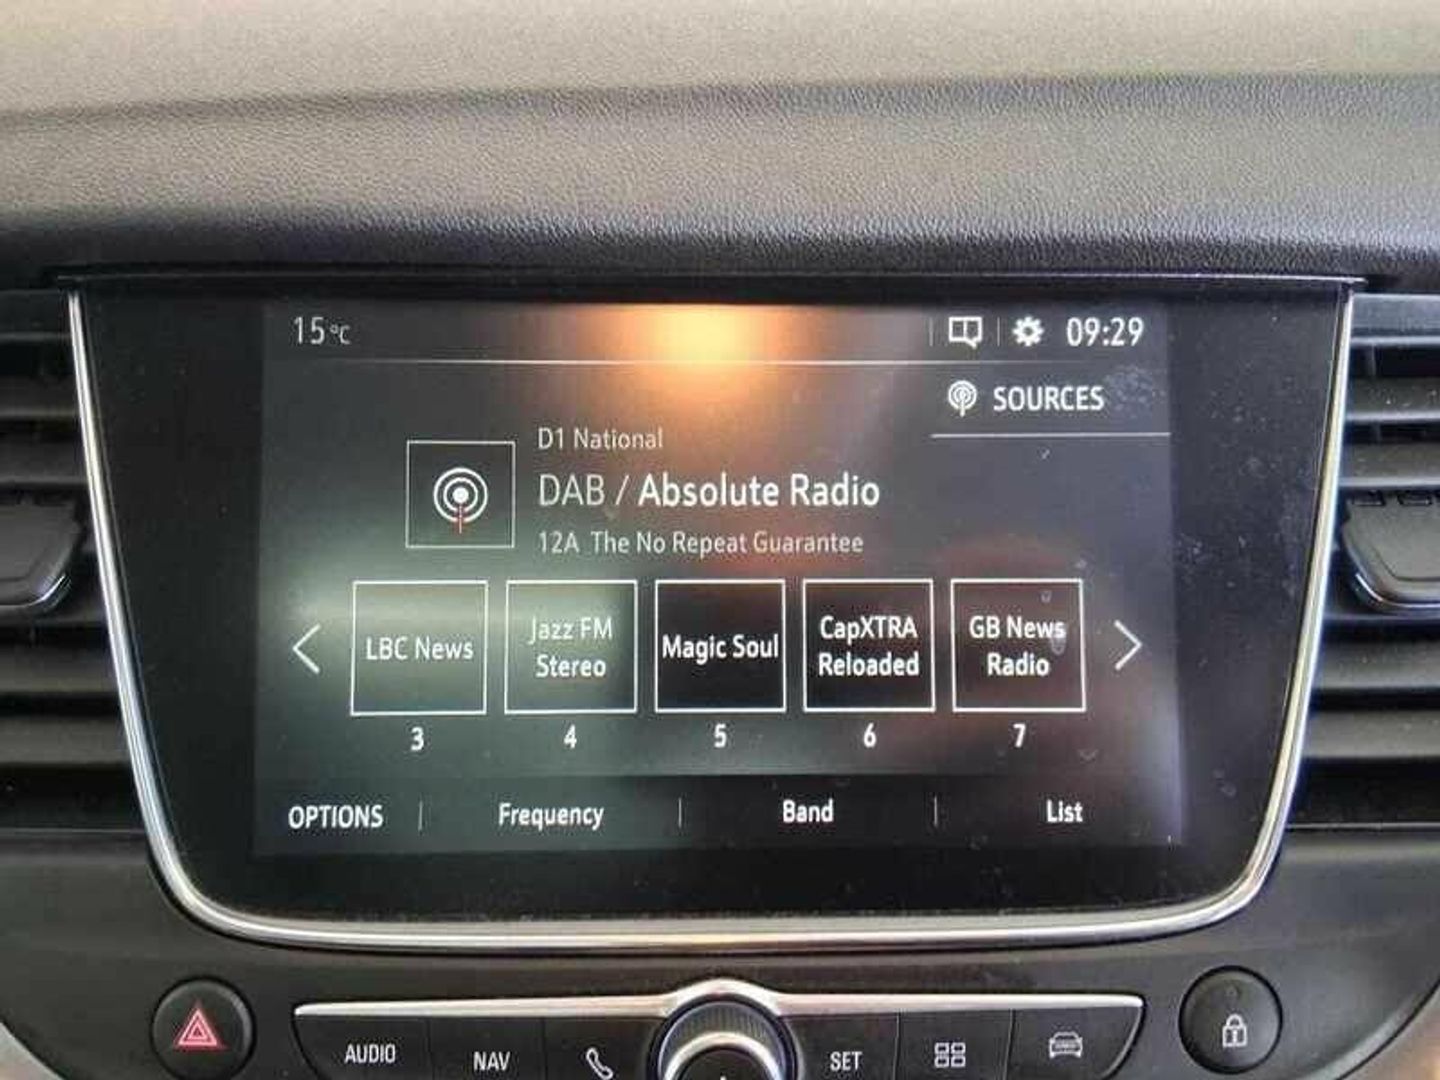 15°C 09:29
SOURCES
D1 National
DAB / Absolute Radio
12A The No Repeat Guarantee
LBC News
Jazz FM
Stereo
Magic Soul
CapXTRA
Reloaded
GB News
Radio
3 4 5 6 7
OPTIONS Frequency Band List
AUDIO NAV SET